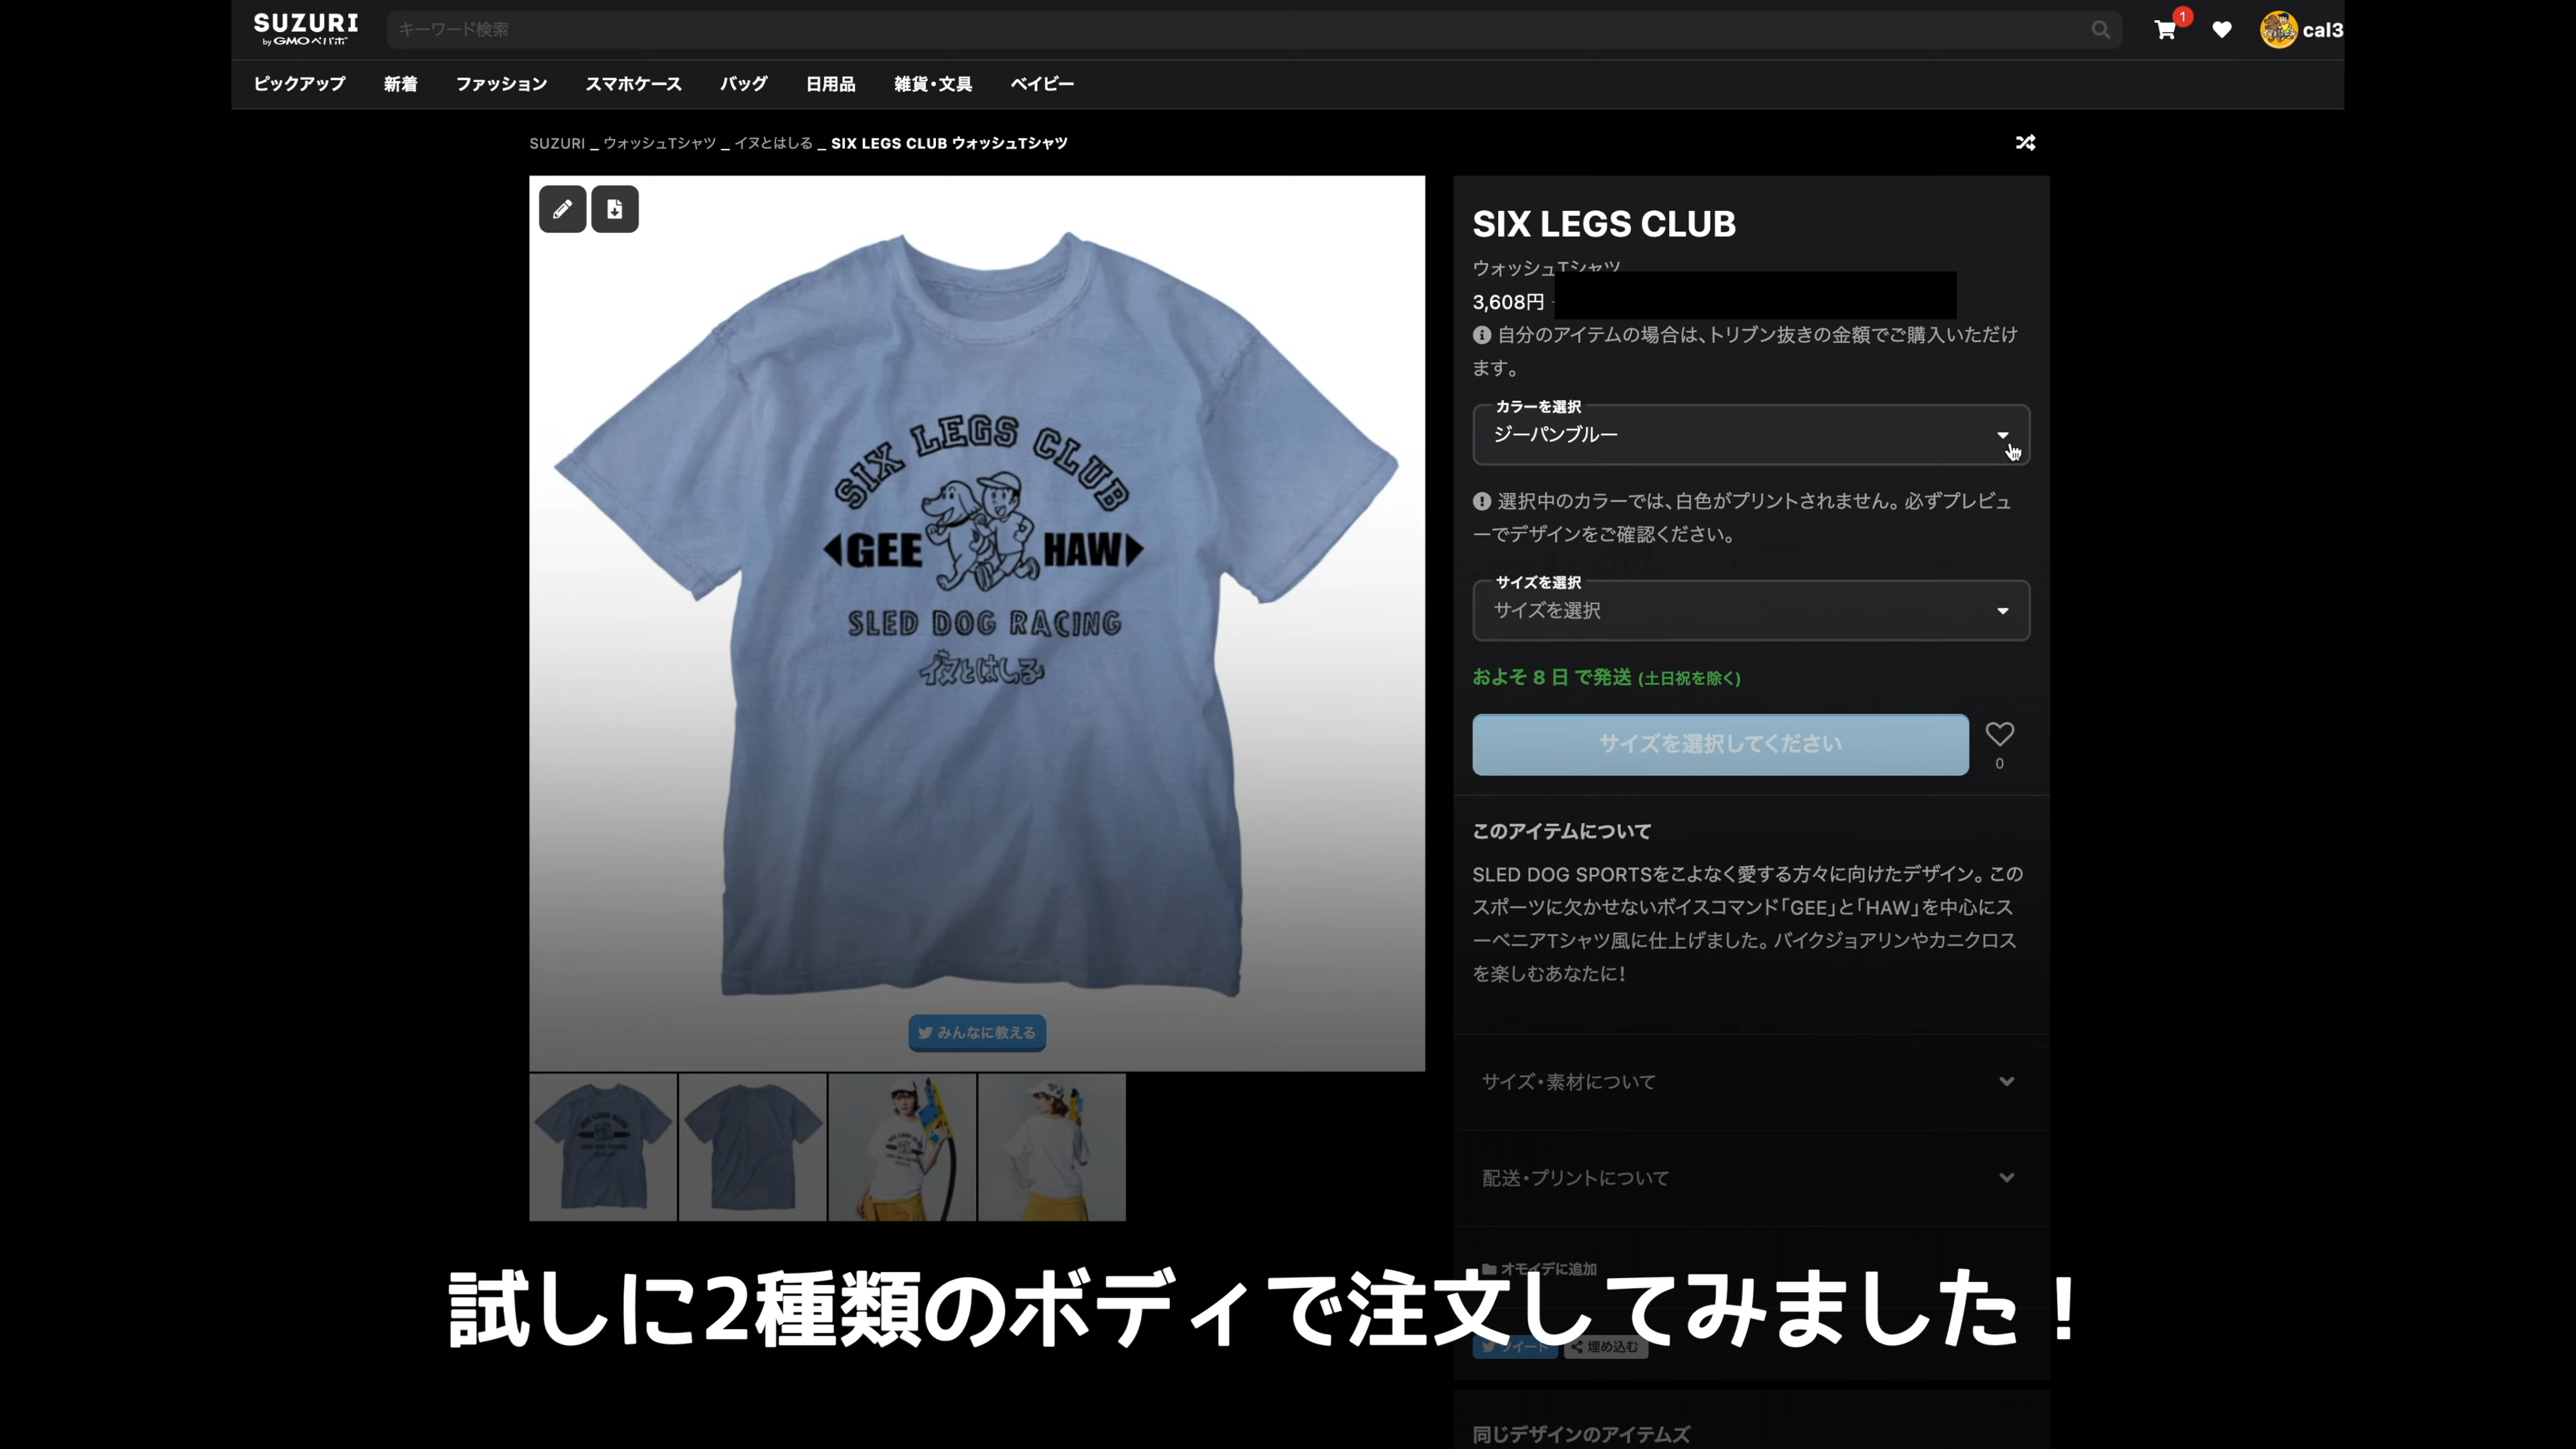 SUZURI
by GMOペパボ
キーワード検索
1
cal3
ピックアップ 新着 ファッション スマホケース バッグ 日用品 雑貨・文具 ベイビー
SUZURI _ ウォッシュTシャツ _ イヌとはしる _ SIX LEGS CLUB ウォッシュTシャツ
SIX LEGS CLUB
GEE HAW
SLED DOG RACING
イヌとはしる
みんなに教える
SIX LEGS CLUB
ウォッシュTシャツ
3,608円
自分のアイテムの場合は、トリブン抜きの金額でご購入いただけ
ます。
カラーを選択
ジーパンブルー
選択中のカラーでは、白色がプリントされません。必ずプレビュ
ーでデザインをご確認ください。
サイズを選択
サイズを選択
およそ 8 日 で発送 (土日祝を除く)
サイズを選択してください
0
このアイテムについて
SLED DOG SPORTSをこよなく愛する方々に向けたデザイン。この
スポーツに欠かせないボイスコマンド「GEE」と「HAW」を中心にス
ーベニアTシャツ風に仕上げました。バイクジョアリンやカニクロス
を楽しむあなたに!
サイズ・素材について
配送・プリントについて
オモイデに追加
試しに2種類のボディで注文してみました！
ツイート 埋め込む
同じデザインのアイテムズ